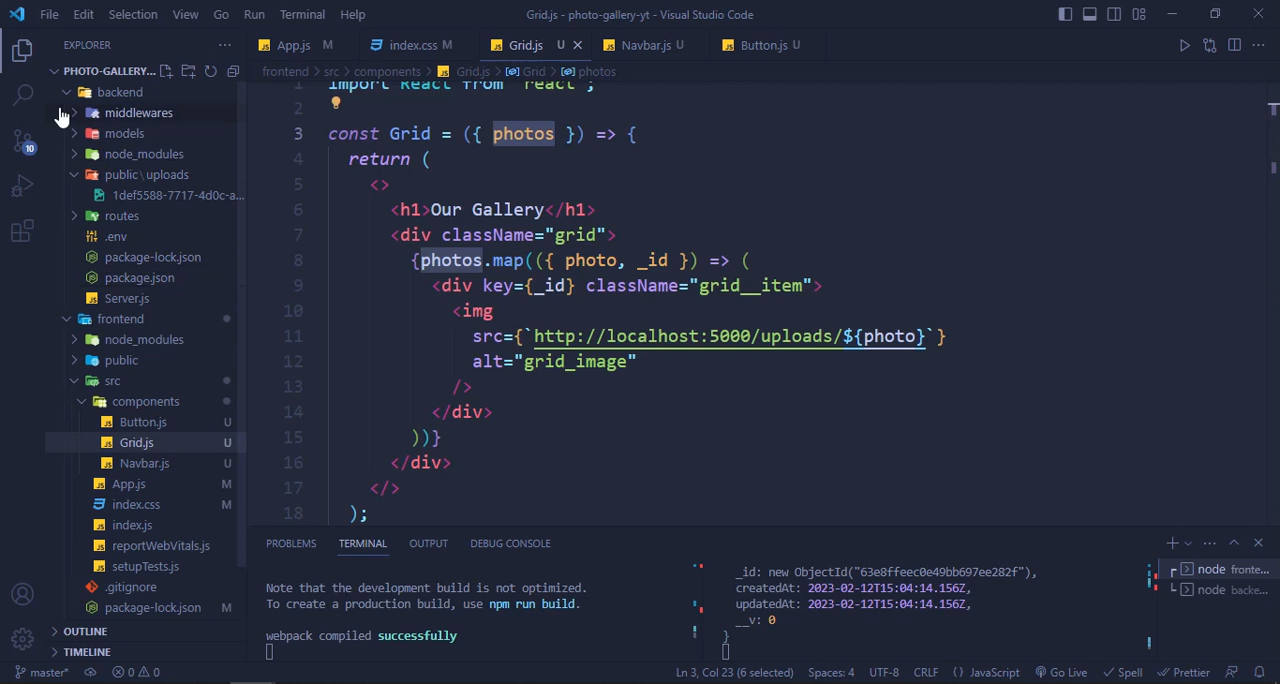 File Edit Selection View Go Run Terminal Help Grid.js - photo-gallery-yt - Visual Studio Code
EXPLORER
App.js M index.css M Grid.js U Navbar.js U Button.js U
PHOTO-GALLERY...
frontend > src > components > Grid.js > Grid > photos
backend
middlewares
models
node_modules
public \ uploads
1def5588-7717-4d0c-a...
routes
.env
package-lock.json
package.json
Server.js
frontend
node_modules
public
src
components
Button.js U
Grid.js U
Navbar.js U
App.js M
index.css M
index.js
reportWebVitals.js
setupTests.js
.gitignore
package-lock.json M
OUTLINE
TIMELINE
10
1 import React from "react";
2
3 const Grid = ({ photos }) => {
4 return (
5 <>
6 <h1>Our Gallery</h1>
7 <div className="grid">
8 {photos.map(({ photo, _id }) => (
9 <div key={_id} className="grid__item">
10 <img
11 src={`http://localhost:5000/uploads/${photo}`}
12 alt="grid_image"
13 />
14 </div>
15 ))}
16 </div>
17 </>
18 );
PROBLEMS TERMINAL OUTPUT DEBUG CONSOLE
Note that the development build is not optimized.
To create a production build, use npm run build.
webpack compiled successfully
_id: new ObjectId("63e8ffeec0e49bb697ee282f"),
createdAt: 2023-02-12T15:04:14.156Z,
updatedAt: 2023-02-12T15:04:14.156Z,
__v: 0
}
node fronte...
node backe...
master* 0 0 Ln 3, Col 23 (6 selected) Spaces: 4 UTF-8 CRLF {} JavaScript Go Live Spell Prettier